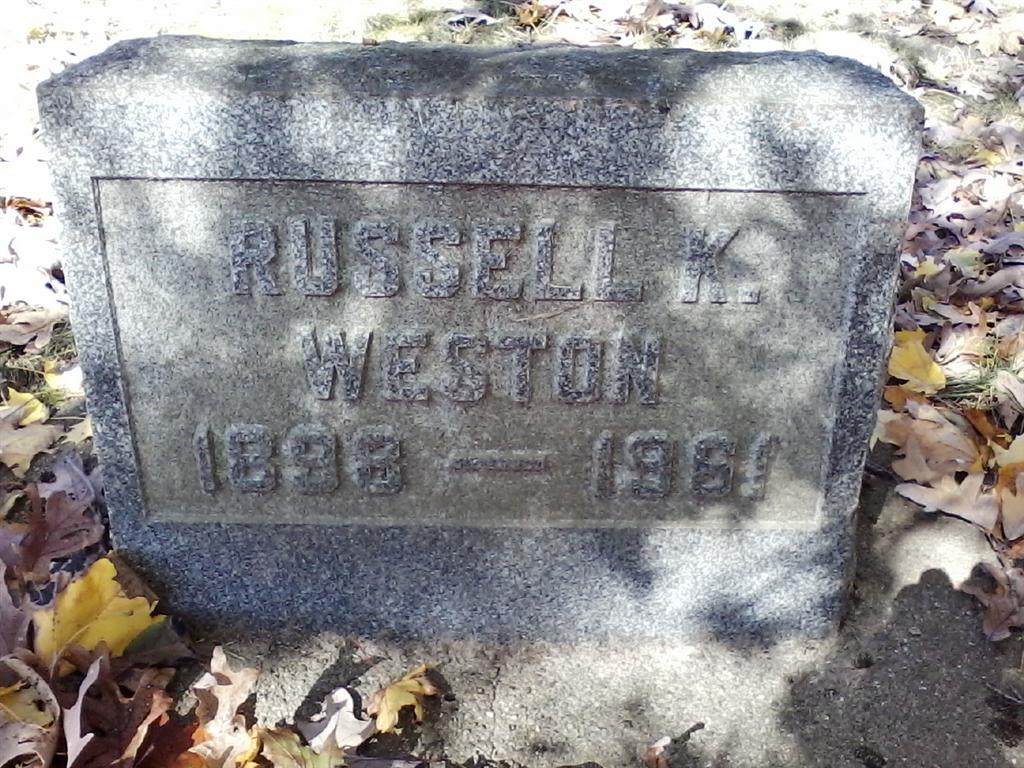 RUSSELL K.
WESTON
1898 — 1961